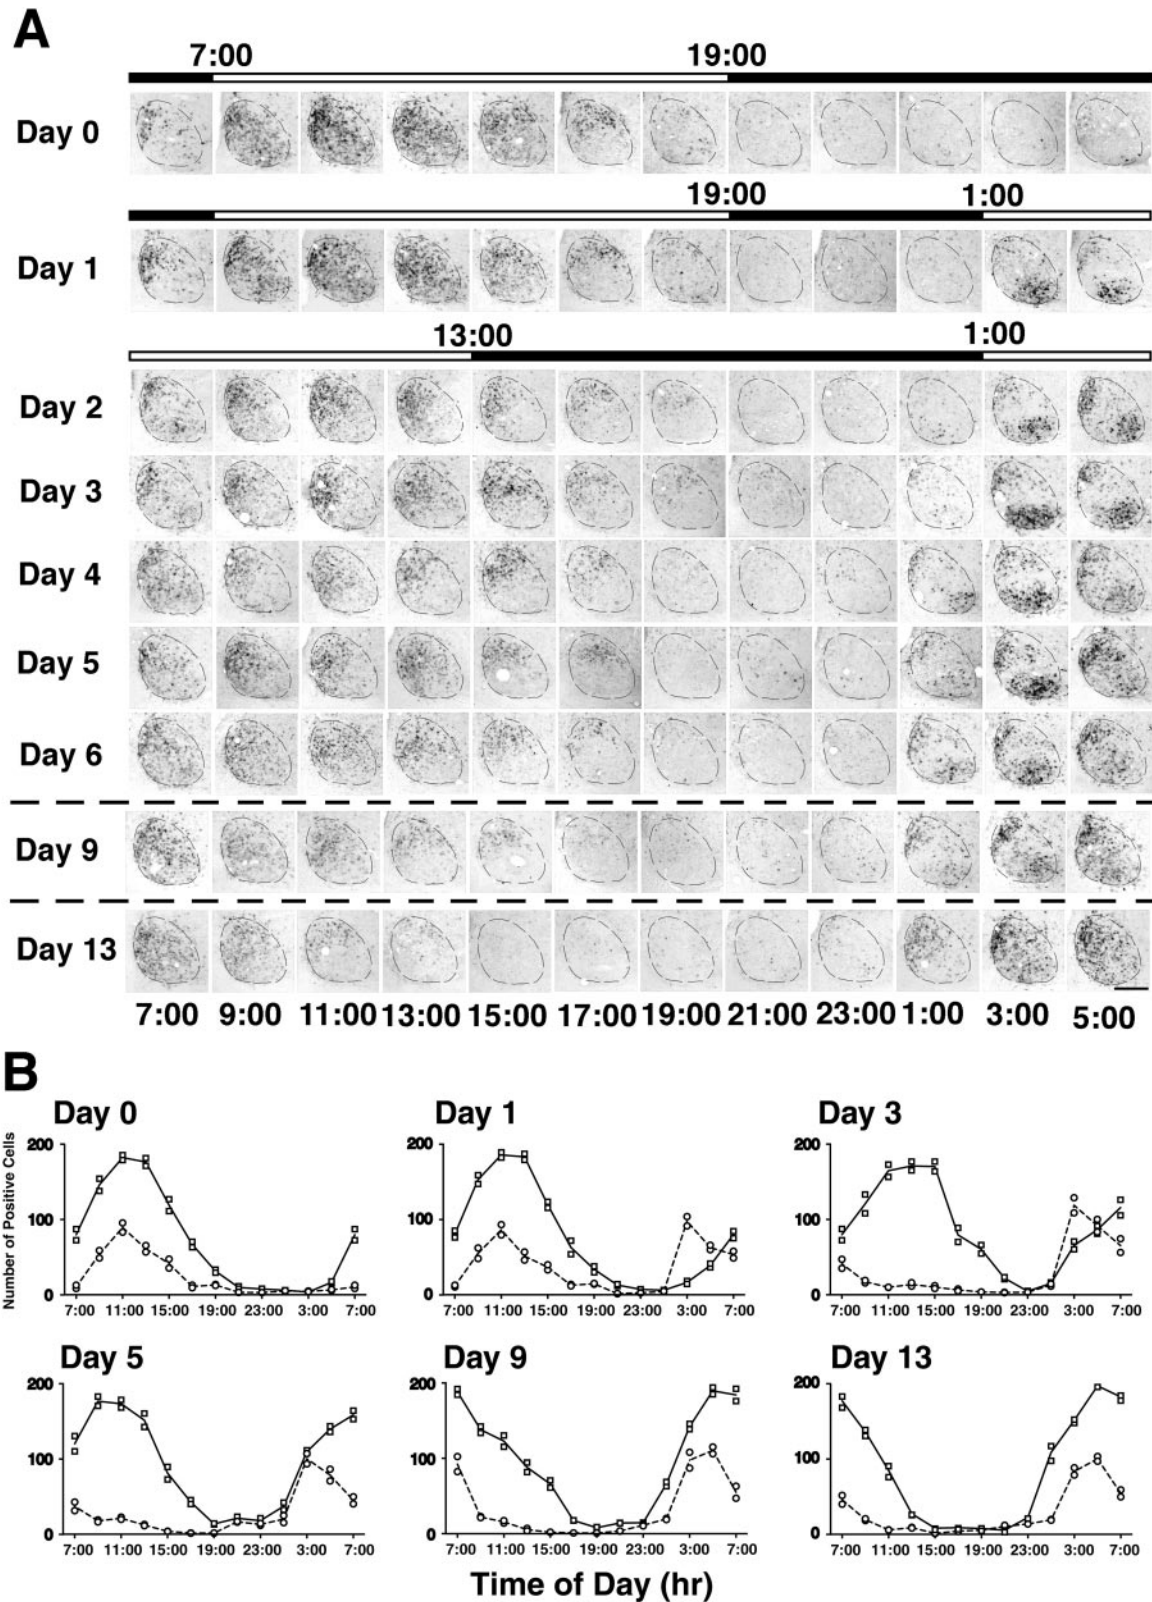 A
7:00 19:00
Day 0
19:00 1:00
Day 1
13:00 1:00
Day 2
Day 3
Day 4
Day 5
Day 6
Day 9
Day 13
7:00 9:00 11:00 13:00 15:00 17:00 19:00 21:00 23:00 1:00 3:00 5:00
B
Day 0 Day 1 Day 3
Number of Positive Cells
200 200 200
100 100 100
0 0 0
7:00 11:00 15:00 19:00 23:00 3:00 7:00 7:00 11:00 15:00 19:00 23:00 3:00 7:00 7:00 11:00 15:00 19:00 23:00 3:00 7:00
Day 5 Day 9 Day 13
200 200 200
100 100 100
0 0 0
7:00 11:00 15:00 19:00 23:00 3:00 7:00 7:00 11:00 15:00 19:00 23:00 3:00 7:00 7:00 11:00 15:00 19:00 23:00 3:00 7:00
Time of Day (hr)